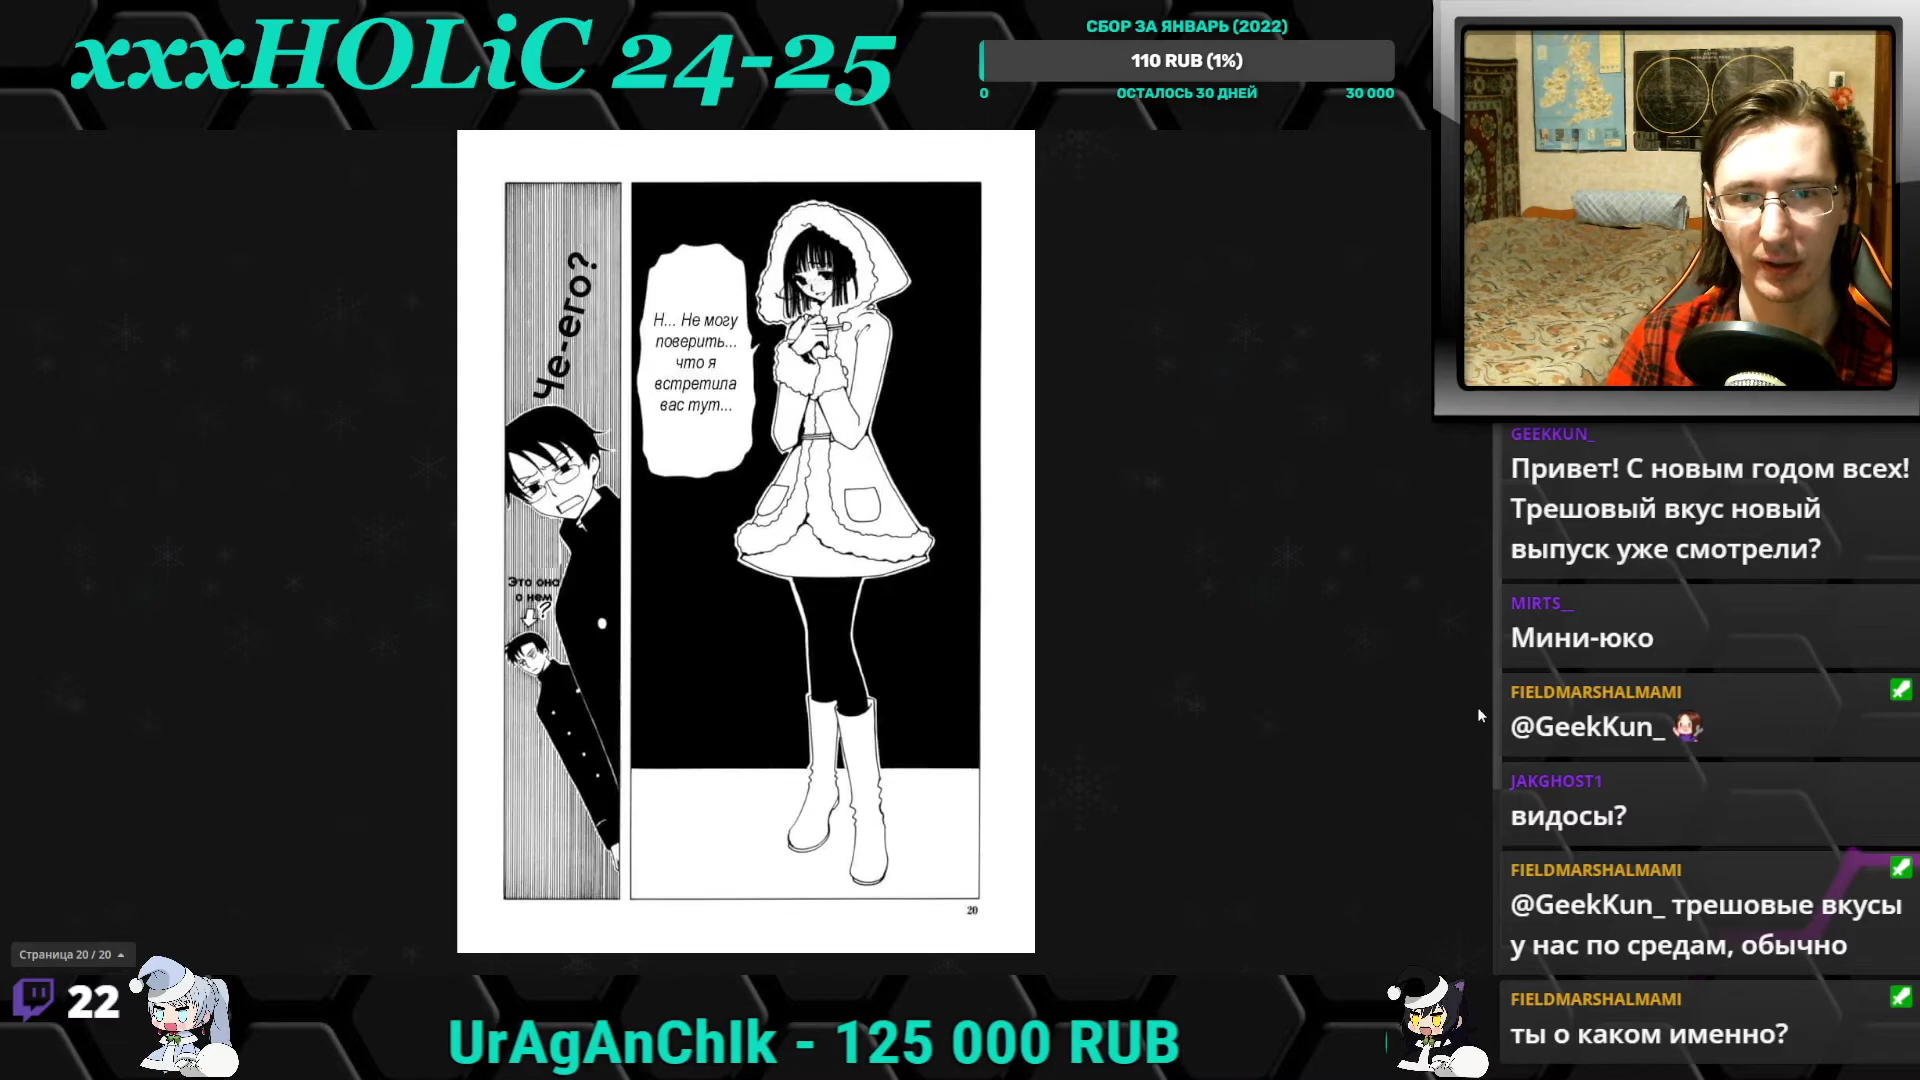 xxxHOLiC 24-25
СБОР ЗА ЯНВАРЬ (2022)
110 RUB (1%)
0 ОСТАЛОСЬ 30 ДНЕЙ 30 000
Че-его?
Н... Не могу
поверить...
что я
встретила
вас тут...
Это она
о нем
?
20
GEEKKUN_
Привет! С новым годом всех!
Трешовый вкус новый
выпуск уже смотрели?
MIRTS__
Мини-юко
FIELDMARSHALMAMI
@GeekKun_
JAKGHOST1
видосы?
FIELDMARSHALMAMI
@GeekKun_ трешовые вкусы
у нас по средам, обычно
FIELDMARSHALMAMI
ты о каком именно?
Страница 20 / 20
22
UrAgAnChIk - 125 000 RUB